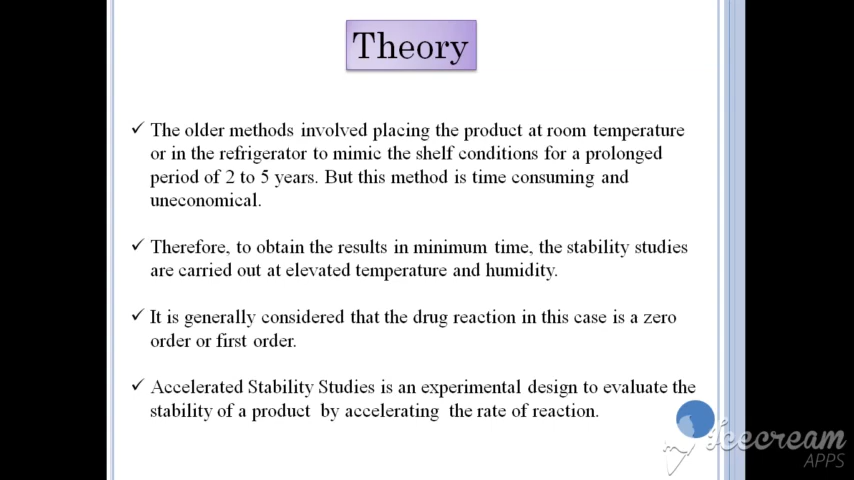 Theory
✓ The older methods involved placing the product at room temperature
or in the refrigerator to mimic the shelf conditions for a prolonged
period of 2 to 5 years. But this method is time consuming and
uneconomical.
✓ Therefore, to obtain the results in minimum time, the stability studies
are carried out at elevated temperature and humidity.
✓ It is generally considered that the drug reaction in this case is a zero
order or first order.
✓ Accelerated Stability Studies is an experimental design to evaluate the
stability of a product by accelerating the rate of reaction.
Icecream
APPS